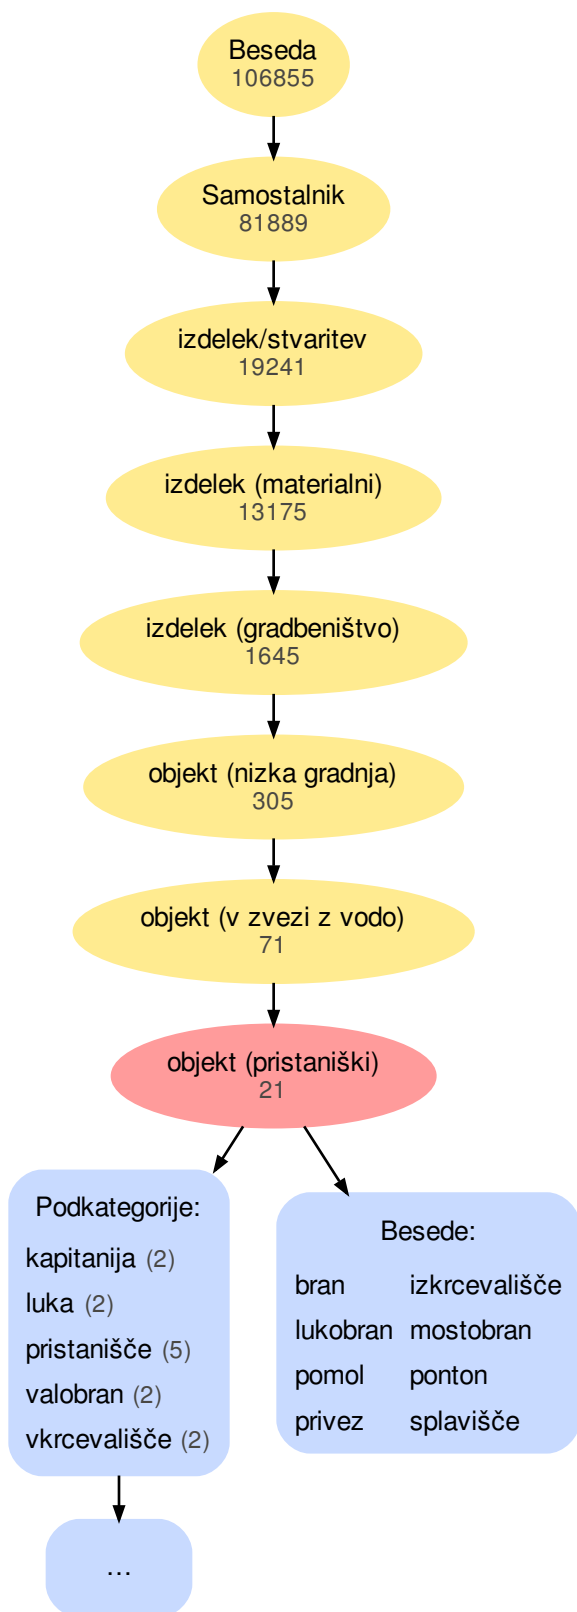 Beseda
106855
Samostalnik
81889
izdelek/stvaritev
19241
izdelek (materialni)
13175
izdelek (gradbeništvo)
1645
objekt (nizka gradnja)
305
objekt (v zvezi z vodo)
71
objekt (pristaniški)
21
Podkategorije:
kapitanija (2)
luka (2)
pristanišče (5)
valobran (2)
vkrcevališče (2)
...
Besede:
bran izkrcevališče
lukobran mostobran
pomol ponton
privez splavišče